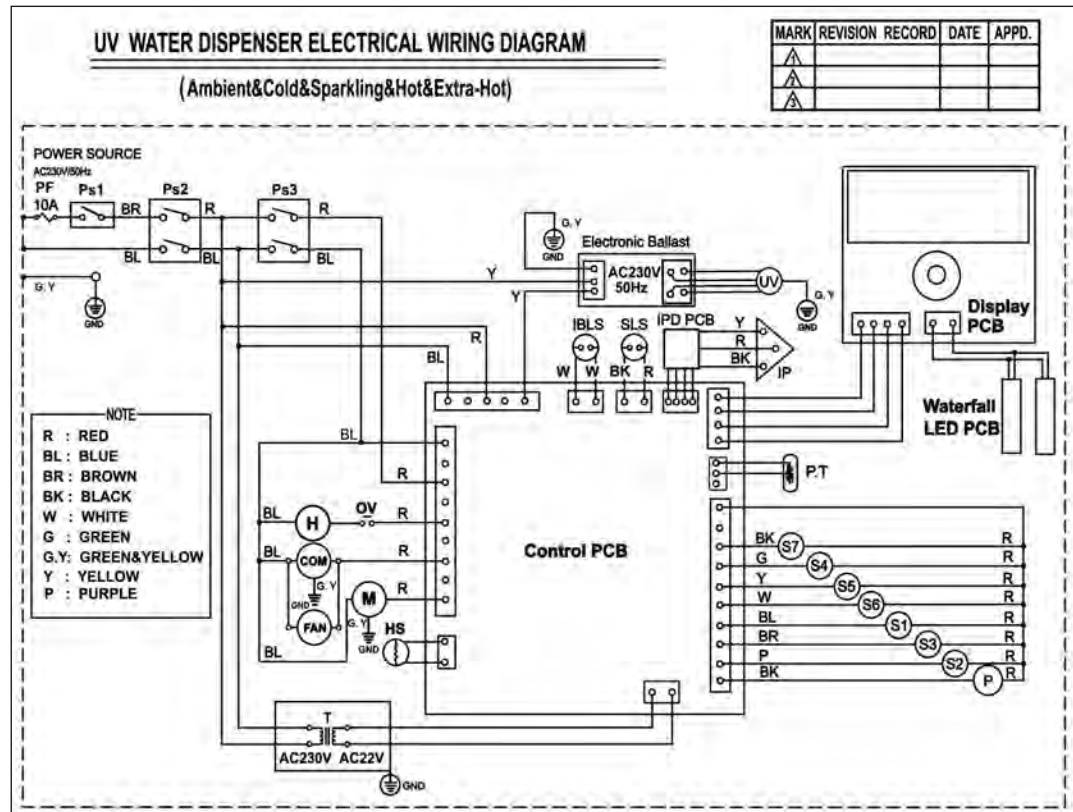 UV WATER DISPENSER ELECTRICAL WIRING DIAGRAM
(Ambient&Cold&Sparkling&Hot&Extra-Hot)
MARK REVISION RECORD DATE APPD.
1
2
3
POWER SOURCE
AC230V/50Hz
PF
10A
Ps1
BR
Ps2
R
Ps3
R
BL
BL
BL
G.Y
GND
G.Y
GND
Electronic Ballast
Y
AC230V
50Hz
UV
G.Y
GND
Y
IBLS
SLS
IPD PCB
Y
R
BK
IP
Display
PCB
Waterfall
LED PCB
BL
R
W
W
BK
R
NOTE
R : RED
BL : BLUE
BR : BROWN
BK : BLACK
W : WHITE
G : GREEN
G.Y: GREEN&YELLOW
Y : YELLOW
P : PURPLE
BL
R
BL
H
OV
R
BL
COM
R
G.Y
GND
FAN
M
R
G.Y
GND
BL
HS
Control PCB
P.T
BK S7 R
G S4 R
Y S5 R
W S6 R
BL S1 R
BR S3 R
P S2 R
BK P R
T
AC230V AC22V
GND